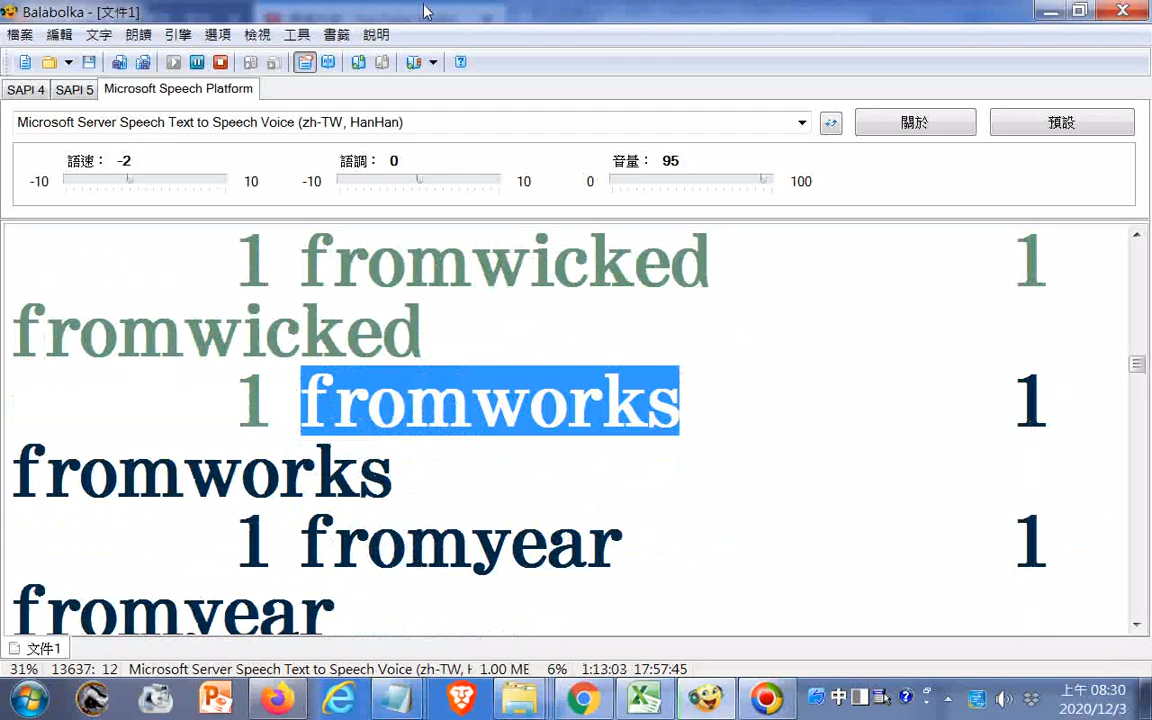 Balabolka - [文件1]
檔案 編輯 文字 朗讀 引擎 選項 檢視 工具 書籤 說明
SAPI 4 SAPI 5 Microsoft Speech Platform
Microsoft Server Speech Text to Speech Voice (zh-TW, HanHan) 關於 預設
語速： -2 語調： 0 音量： 95
-10 10 -10 10 0 100
1 fromwicked 1
fromwicked
1 fromworks 1
fromworks
1 fromyear 1
fromyear
文件1
31% 13637: 12 Microsoft Server Speech Text to Speech Voice (zh-TW, H 1.00 ME 6% 1:13:03 17:57:45
中 上午 08:30
2020/12/3